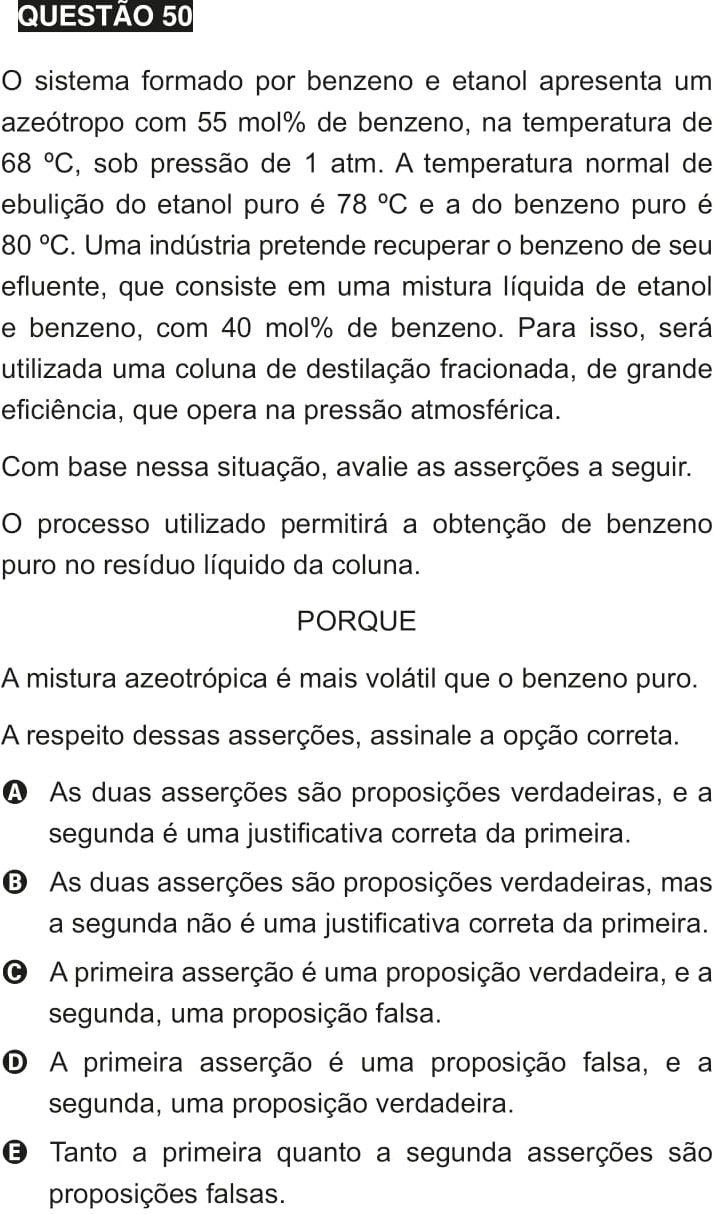 QUESTÃO 50
O sistema formado por benzeno e etanol apresenta um
azeótropo com 55 mol% de benzeno, na temperatura de
68 ºC, sob pressão de 1 atm. A temperatura normal de
ebulição do etanol puro é 78 ºC e a do benzeno puro é
80 ºC. Uma indústria pretende recuperar o benzeno de seu
efluente, que consiste em uma mistura líquida de etanol
e benzeno, com 40 mol% de benzeno. Para isso, será
utilizada uma coluna de destilação fracionada, de grande
eficiência, que opera na pressão atmosférica.
Com base nessa situação, avalie as asserções a seguir.
O processo utilizado permitirá a obtenção de benzeno
puro no resíduo líquido da coluna.
PORQUE
A mistura azeotrópica é mais volátil que o benzeno puro.
A respeito dessas asserções, assinale a opção correta.
A As duas asserções são proposições verdadeiras, e a
segunda é uma justificativa correta da primeira.
B As duas asserções são proposições verdadeiras, mas
a segunda não é uma justificativa correta da primeira.
C A primeira asserção é uma proposição verdadeira, e a
segunda, uma proposição falsa.
D A primeira asserção é uma proposição falsa, e a
segunda, uma proposição verdadeira.
E Tanto a primeira quanto a segunda asserções são
proposições falsas.